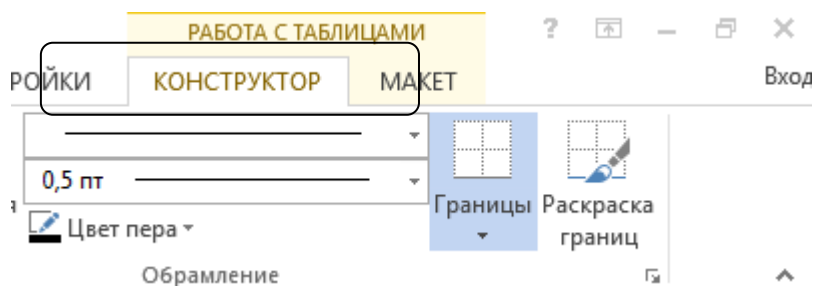 РАБОТА С ТАБЛИЦАМИ ?
РОЙКИ КОНСТРУКТОР МАКЕТ Вход
0,5 пт
Цвет пера
Границы Раскраска границ
Обрамление